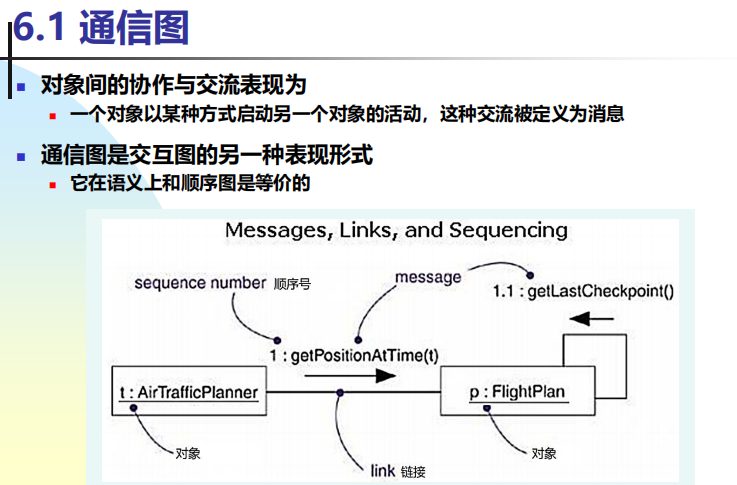 6.1 通信图
对象间的协作与交流表现为
一个对象以某种方式启动另一个对象的活动，这种交流被定义为消息
通信图是交互图的另一种表现形式
它在语义上和顺序图是等价的
Messages, Links, and Sequencing
sequence number 顺序号
message
1.1 : getLastCheckpoint()
1 : getPositionAtTime(t)
t : AirTrafficPlanner
p : FlightPlan
对象
link 链接
对象